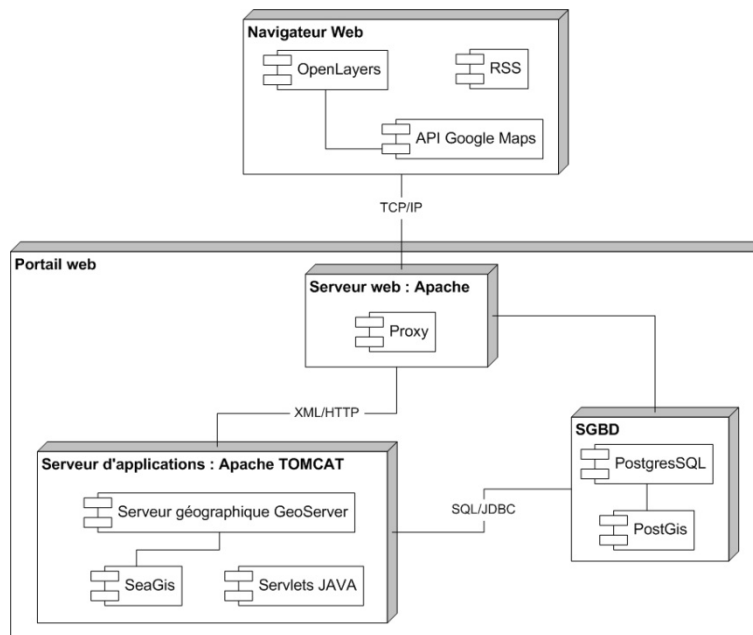 Navigateur Web
OpenLayers
RSS
API Google Maps
TCP/IP
Portail web
Serveur web : Apache
Proxy
XML/HTTP
Serveur d'applications : Apache TOMCAT
Serveur géographique GeoServer
SeaGis
Servlets JAVA
SQL/JDBC
SGBD
PostgresSQL
PostGis